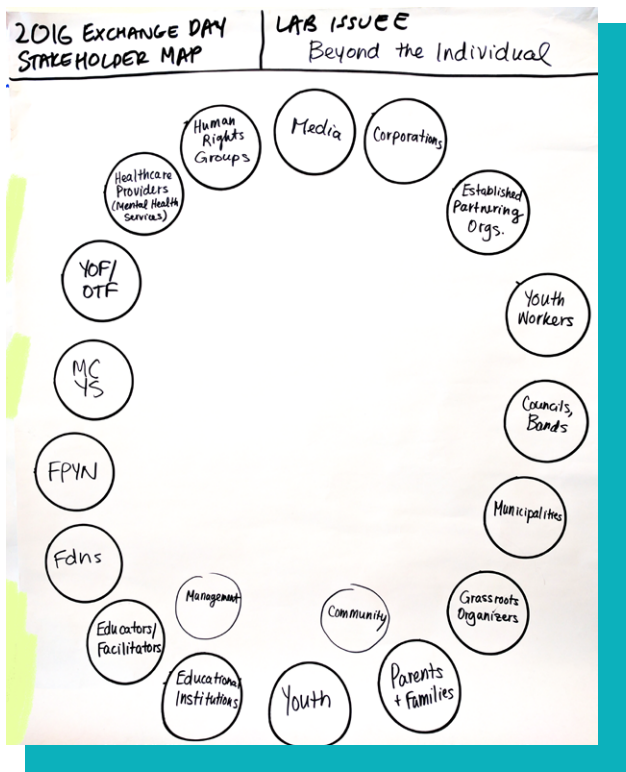 2016 EXCHANGE DAY
STAKEHOLDER MAP
LAB ISSUEE
Beyond the Individual
Media
Corporations
Established
Partnering
Orgs.
Youth
Workers
Councils,
Bands
Municipalities
Grassroots
Organizers
Community
Parents
+ Families
Youth
Educational
Institutions
Management
Educators/
Facilitators
Fdns
FPYN
MC
YS
YOF/
OTF
Healthcare
Providers
(Mental Health
Services)
Human
Rights
Groups